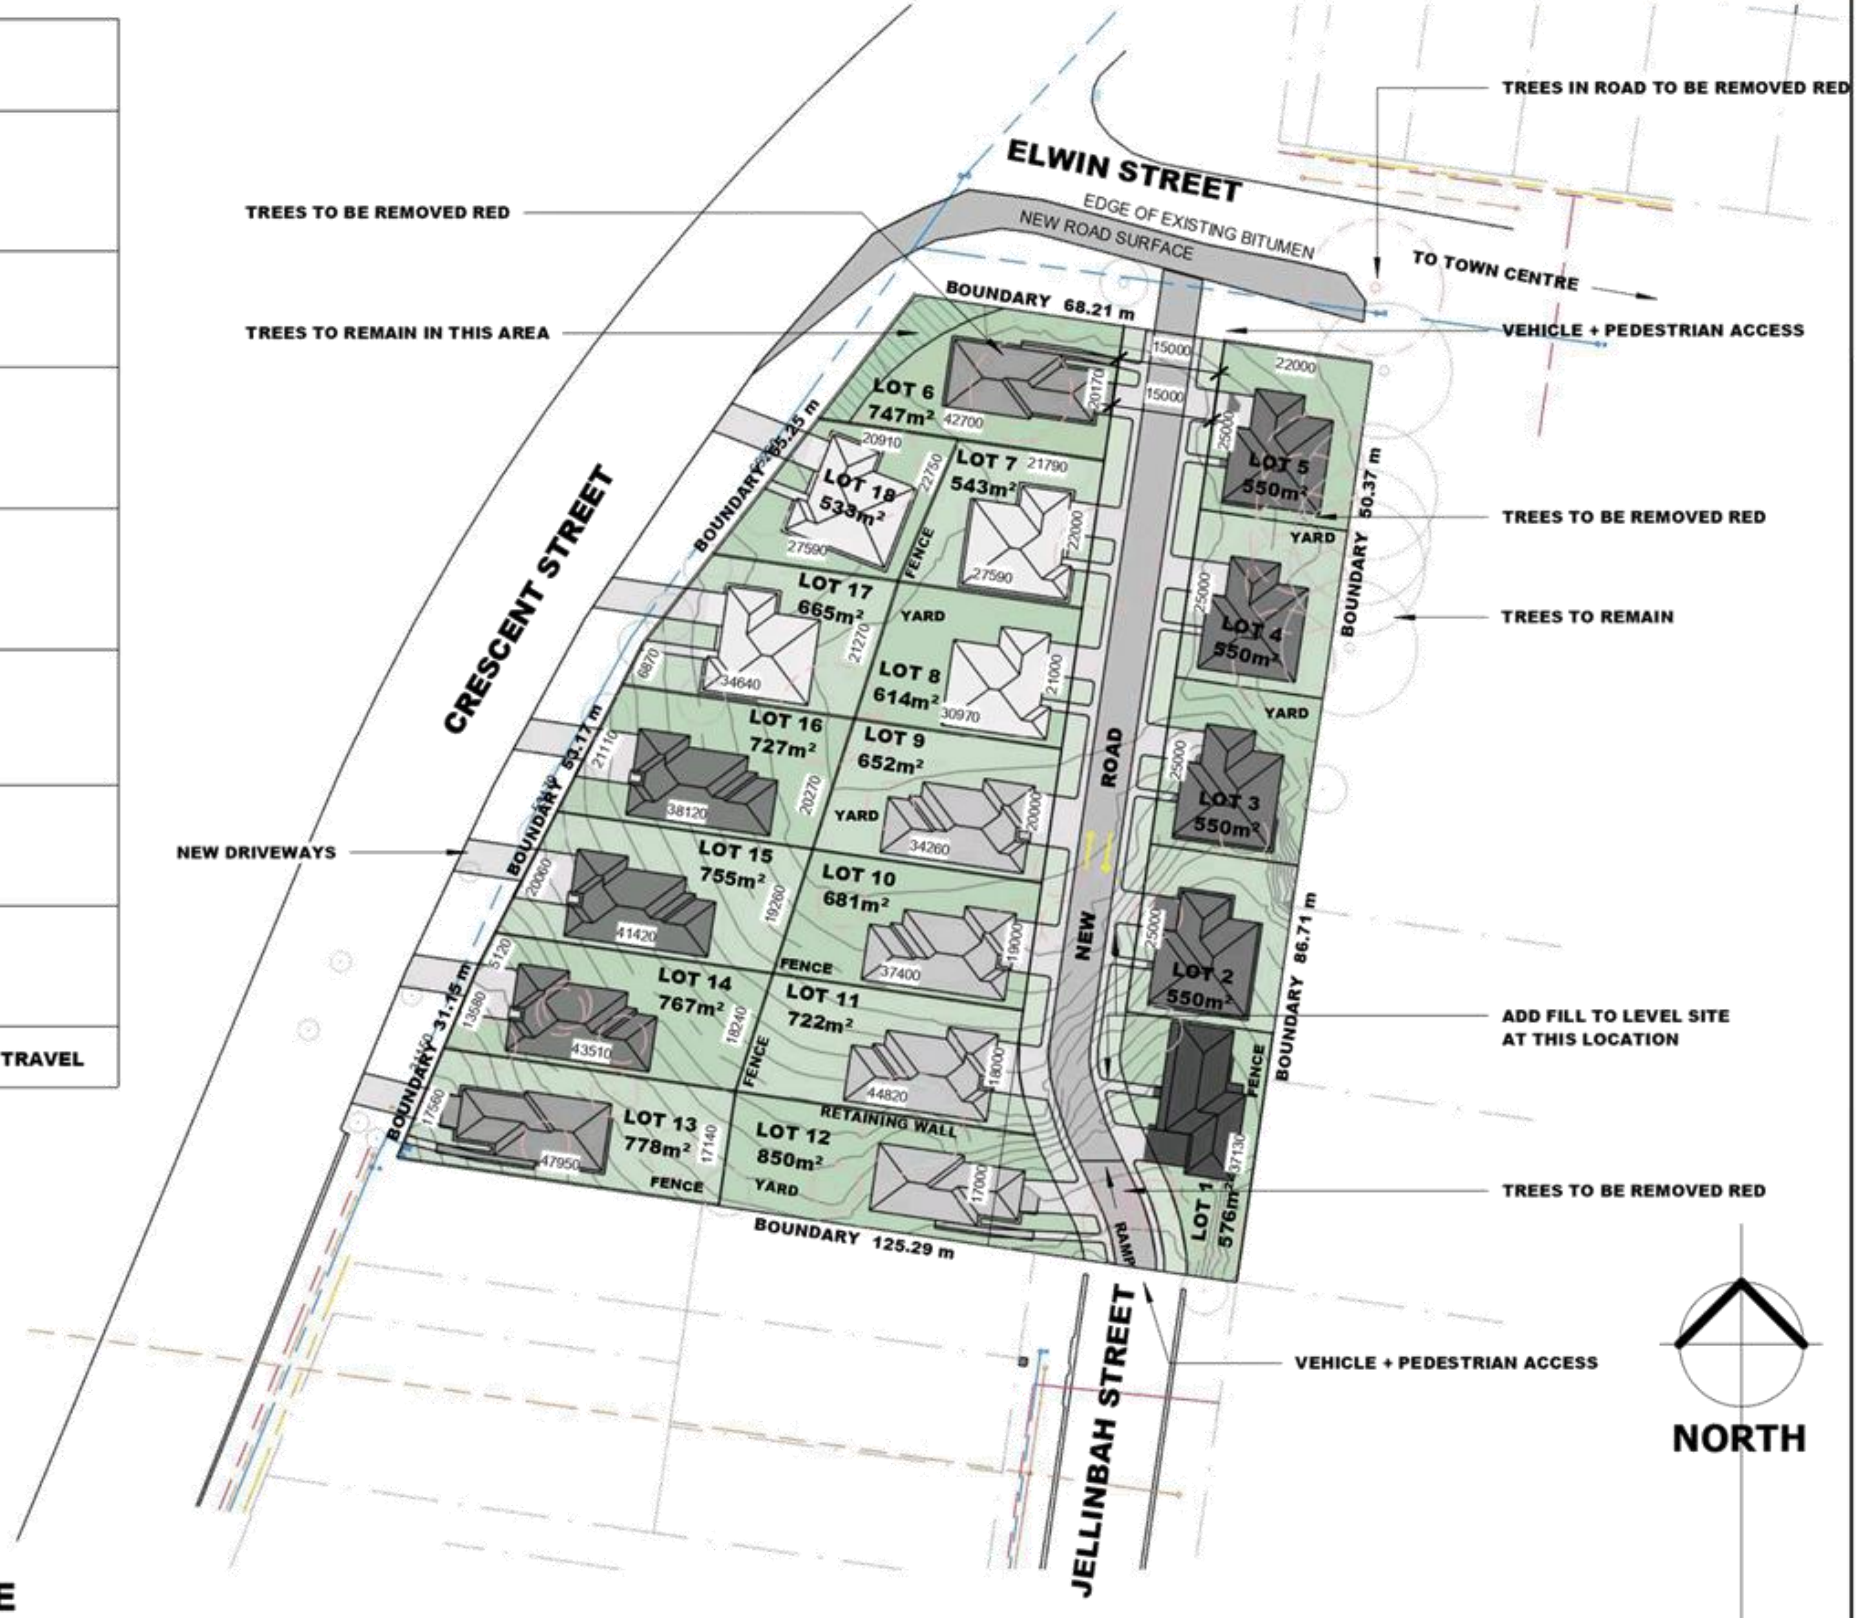 TREES IN ROAD TO BE REMOVED RED
ELWIN STREET
EDGE OF EXISTING BITUMEN
NEW ROAD SURFACE
TREES TO BE REMOVED RED
TO TOWN CENTRE
BOUNDARY 68.21 m
TREES TO REMAIN IN THIS AREA
VEHICLE + PEDESTRIAN ACCESS
15000
22000
15000
20170
LOT 6
747m²
42700
25000
LOT 5
550m²
BOUNDARY 50.37 m
BOUNDARY 65.25 m
20910
LOT 18
533m²
27590
22750
FENCE
LOT 7
543m²
21790
22000
27590
TREES TO BE REMOVED RED
YARD
CRESCENT STREET
LOT 17
665m²
21270
6870
34640
YARD
25000
LOT 4
550m²
TREES TO REMAIN
LOT 8
614m²
21000
30970
YARD
LOT 16
727m²
21110
38120
20270
BOUNDARY 53.17 m
LOT 9
652m²
YARD
34260
20000
NEW ROAD
25000
LOT 3
550m²
NEW DRIVEWAYS
LOT 15
755m²
20060
41420
19260
LOT 10
681m²
37400
19000
FENCE
25000
LOT 2
550m²
BOUNDARY 86.71 m
ADD FILL TO LEVEL SITE
AT THIS LOCATION
TRAVEL
5120
13580
LOT 14
767m²
43510
18240
FENCE
BOUNDARY 31.15 m
LOT 11
722m²
44820
18000
RETAINING WALL
FENCE
17560
LOT 13
778m²
47950
17140
FENCE
LOT 12
850m²
YARD
17000
37130
LOT 1
576m²
TREES TO BE REMOVED RED
RAMP
BOUNDARY 125.29 m
JELLINBAH STREET
VEHICLE + PEDESTRIAN ACCESS
NORTH
E